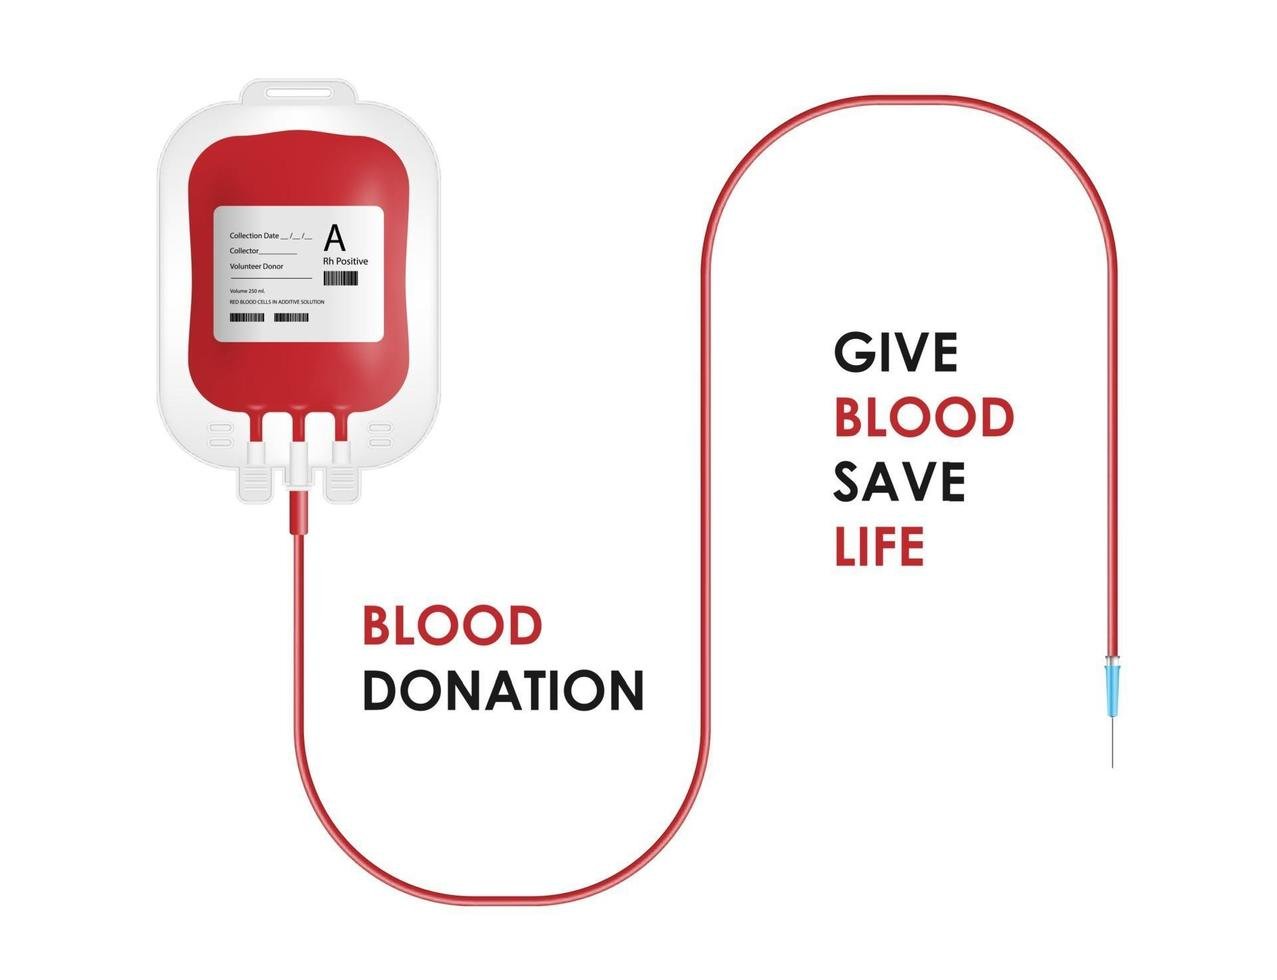 Collection Date __ /__ /__
Collector__________
Volunteer Donor
A
Rh Positive
Volume 250 ml.
RED BLOOD CELLS IN ADDITIVE SOLUTION
BLOOD
DONATION
GIVE
BLOOD
SAVE
LIFE